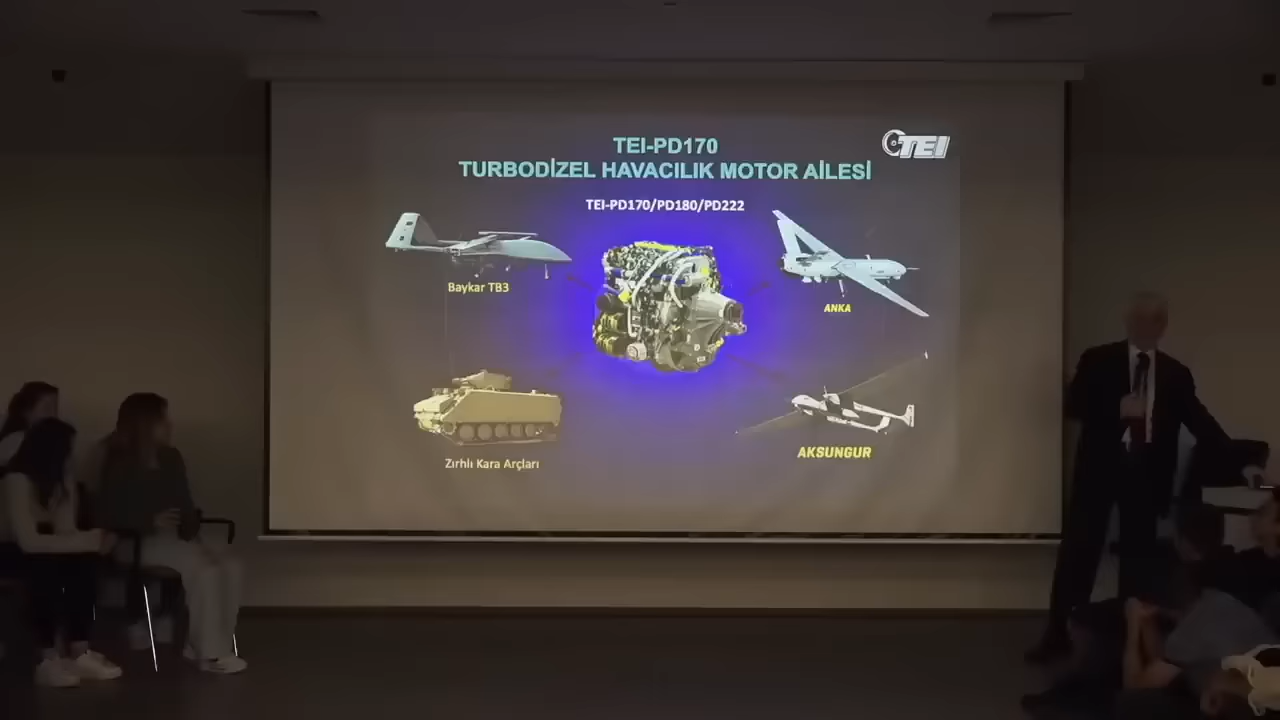 TEI-PD170
TURBODİZEL HAVACILIK MOTOR AİLESİ
TEI
TEI-PD170/PD180/PD222
Baykar TB3
ANKA
Zırhlı Kara Arçları
AKSUNGUR